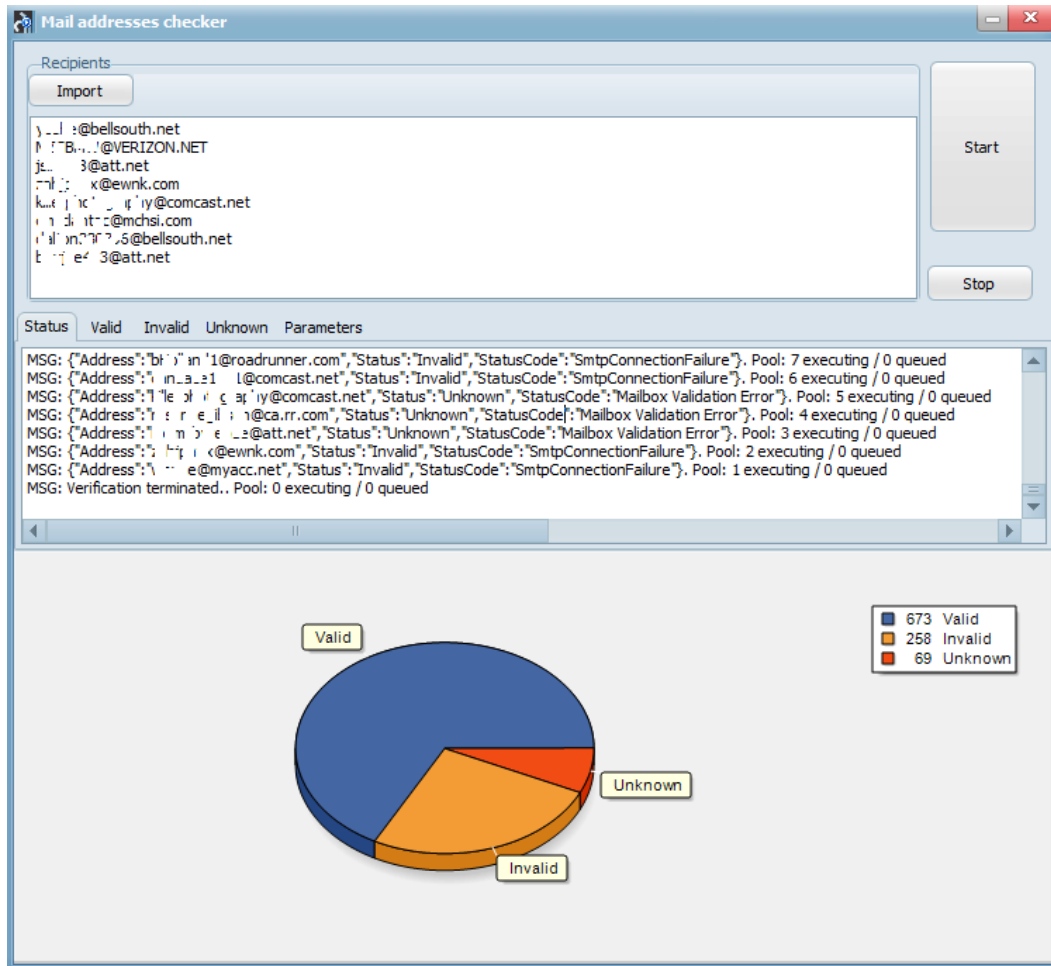 Mail addresses checker
Recipients
Import
Start
@bellsouth.net
@VERIZON.NET
3@att.net
x@ewnk.com
y@comcast.net
@mchsi.com
5@bellsouth.net
3@att.net
Stop
Status Valid Invalid Unknown Parameters
MSG: {"Address":" 1@roadrunner.com","Status":"Invalid","StatusCode":"SmtpConnectionFailure"}. Pool: 7 executing / 0 queued
MSG: {"Address":" @comcast.net","Status":"Invalid","StatusCode":"SmtpConnectionFailure"}. Pool: 6 executing / 0 queued
MSG: {"Address":" @comcast.net","Status":"Unknown","StatusCode":"Mailbox Validation Error"}. Pool: 5 executing / 0 queued
MSG: {"Address":" @ca.rr.com","Status":"Unknown","StatusCode":"Mailbox Validation Error"}. Pool: 4 executing / 0 queued
MSG: {"Address":" @att.net","Status":"Unknown","StatusCode":"Mailbox Validation Error"}. Pool: 3 executing / 0 queued
MSG: {"Address":" @ewnk.com","Status":"Invalid","StatusCode":"SmtpConnectionFailure"}. Pool: 2 executing / 0 queued
MSG: {"Address":" e@myacc.net","Status":"Invalid","StatusCode":"SmtpConnectionFailure"}. Pool: 1 executing / 0 queued
MSG: Verification terminated.. Pool: 0 executing / 0 queued
673 Valid
258 Invalid
69 Unknown
Valid
Unknown
Invalid